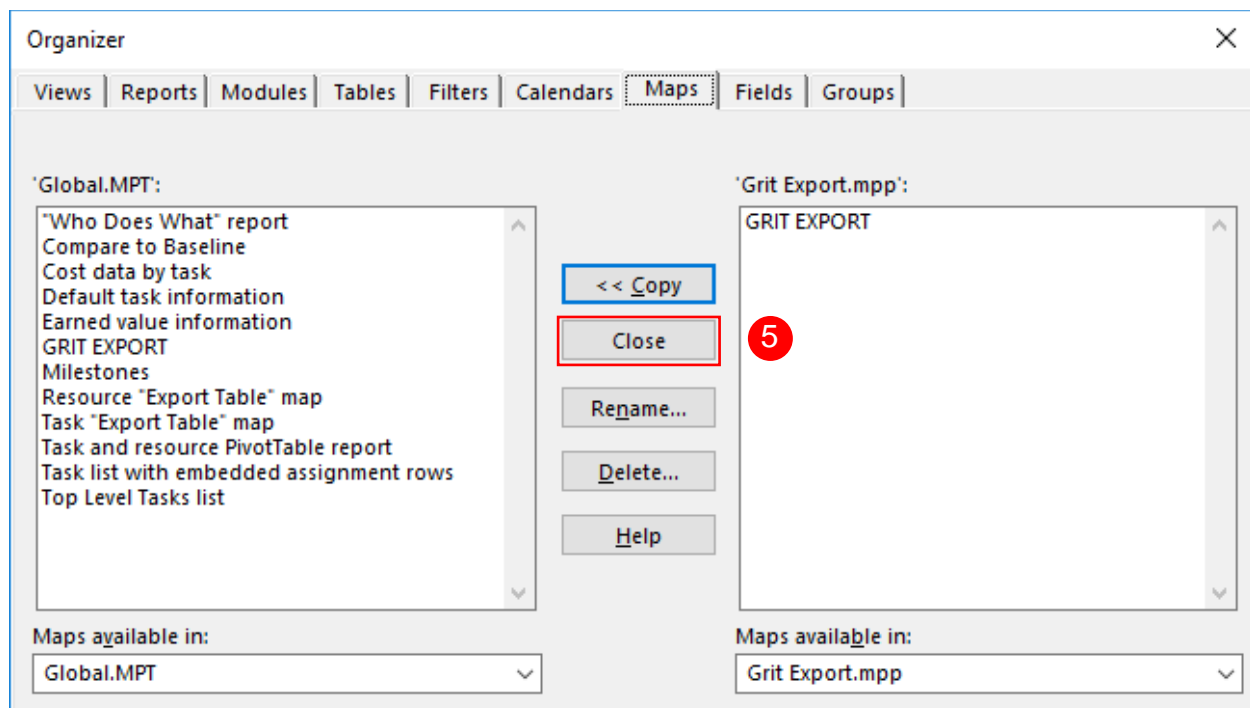 Organizer
Views Reports Modules Tables Filters Calendars Maps Fields Groups
'Global.MPT':
"Who Does What" report
Compare to Baseline
Cost data by task
Default task information
Earned value information
GRIT EXPORT
Milestones
Resource "Export Table" map
Task "Export Table" map
Task and resource PivotTable report
Task list with embedded assignment rows
Top Level Tasks list
<< Copy
Close
5
Rename...
Delete...
Help
'Grit Export.mpp':
GRIT EXPORT
Maps available in:
Global.MPT
Maps available in:
Grit Export.mpp